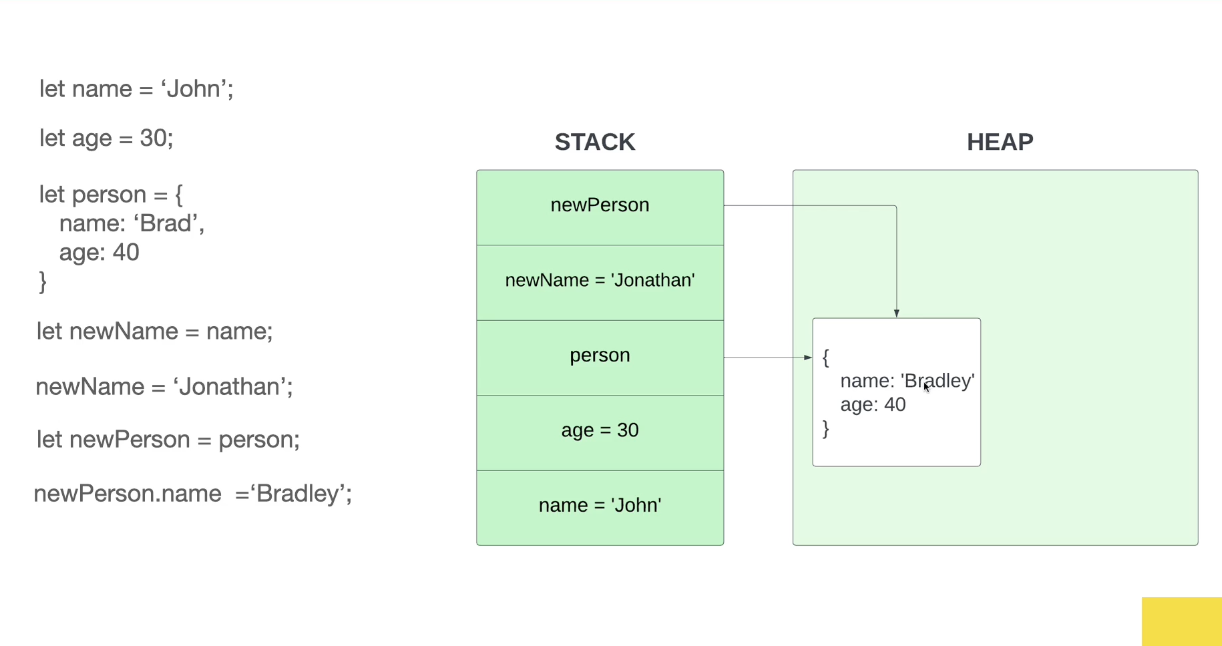 let name = ‘John’;
let age = 30;
let person = {
name: ‘Brad’,
age: 40
}
let newName = name;
newName = ‘Jonathan’;
let newPerson = person;
newPerson.name =‘Bradley’;
STACK
newPerson
newName = 'Jonathan'
person
age = 30
name = 'John'
HEAP
{
name: 'Bradley'
age: 40
}